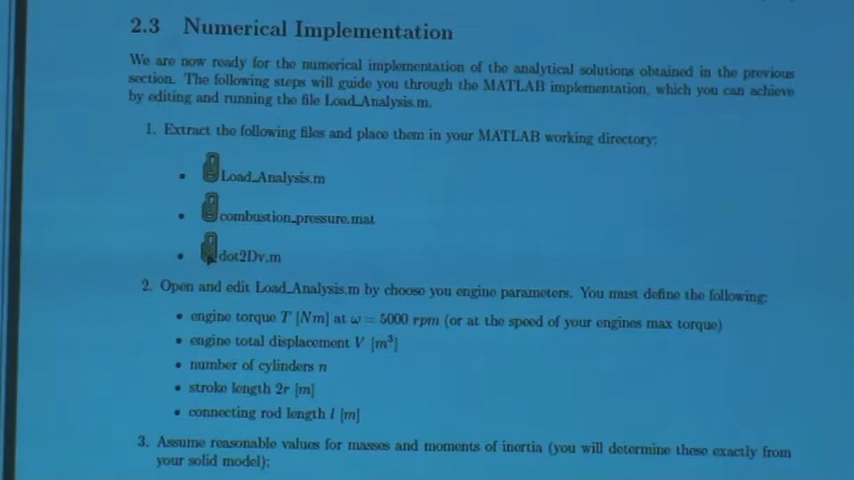 2.3 Numerical Implementation
We are now ready for the numerical implementation of the analytical solutions obtained in the previous
section. The following steps will guide you through the MATLAB implementation, which you can achieve
by editing and running the file Load_Analysis.m.
1. Extract the following files and place them in your MATLAB working directory:
• Load_Analysis.m
• combustion_pressure.mat
• dot2Dv.m
2. Open and edit Load_Analysis.m by choose you engine parameters. You must define the following:
• engine torque T [Nm] at ω = 5000 rpm (or at the speed of your engines max torque)
• engine total displacement V [m³]
• number of cylinders n
• stroke length 2r [m]
• connecting rod length l [m]
3. Assume reasonable values for masses and moments of inertia (you will determine these exactly from
your solid model):